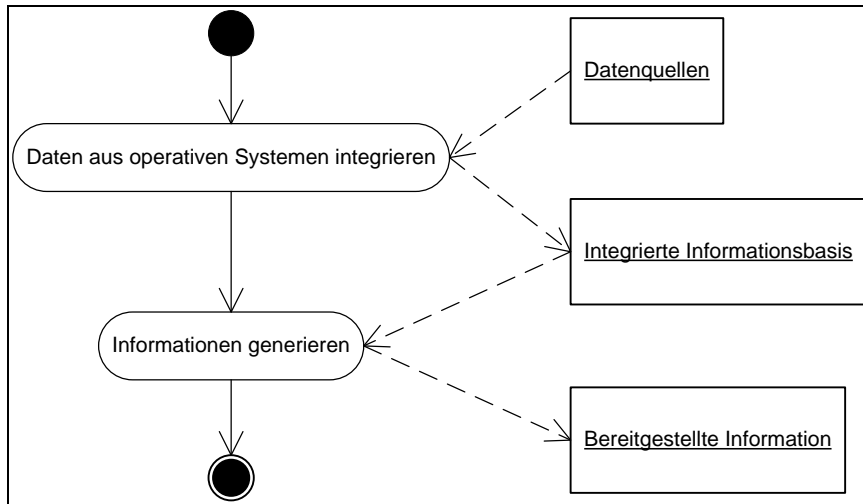 Datenquellen
Daten aus operativen Systemen integrieren
Integrierte Informationsbasis
Informationen generieren
Bereitgestellte Information